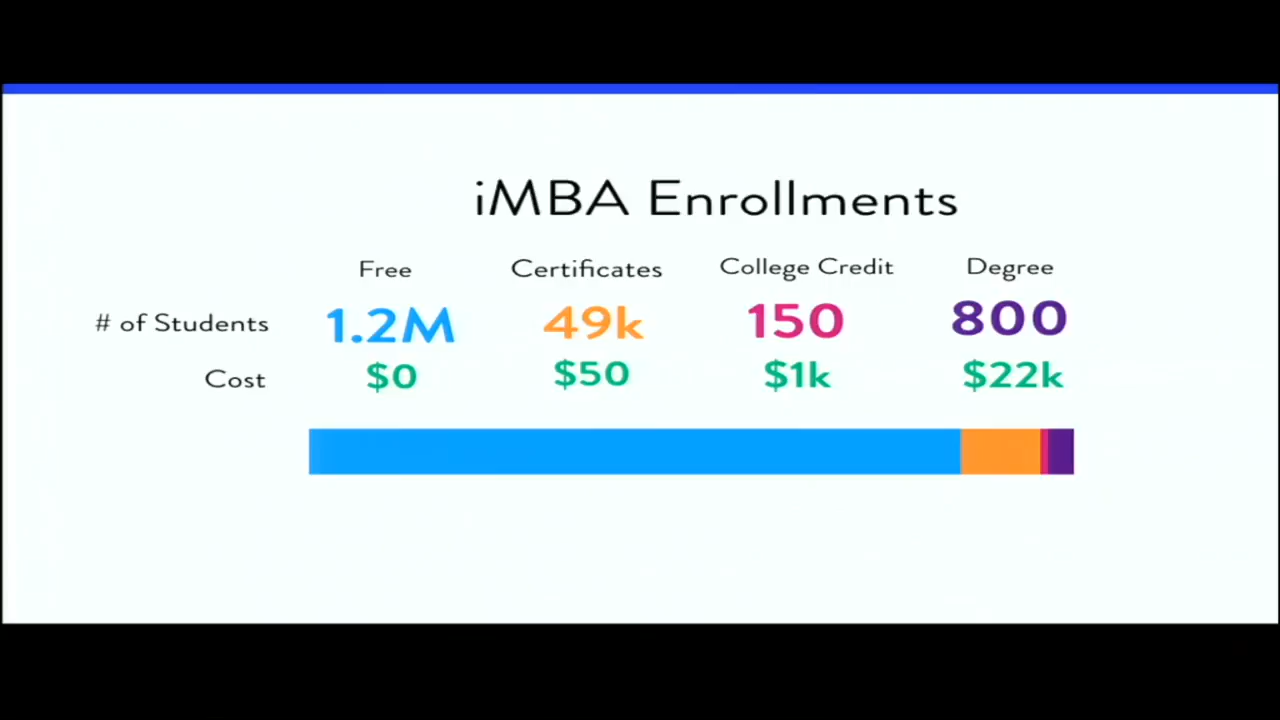 iMBA Enrollments
Free Certificates College Credit Degree
# of Students 1.2M 49k 150 800
Cost $0 $50 $1k $22k